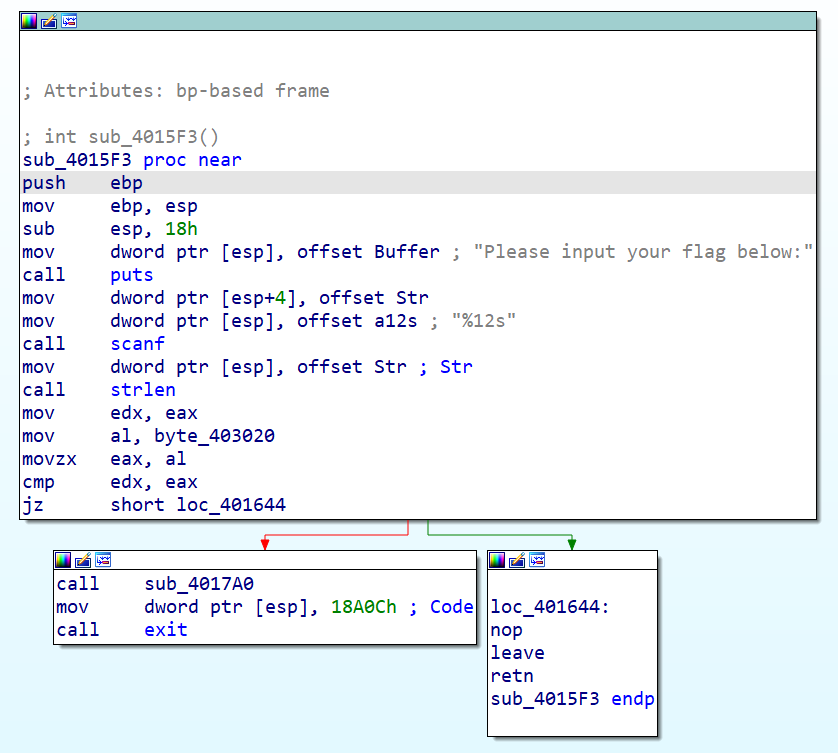 ; Attributes: bp-based frame
; int sub_4015F3()
sub_4015F3 proc near
push ebp
mov ebp, esp
sub esp, 18h
mov dword ptr [esp], offset Buffer ; "Please input your flag below:"
call puts
mov dword ptr [esp+4], offset Str
mov dword ptr [esp], offset a12s ; "%12s"
call scanf
mov dword ptr [esp], offset Str ; Str
call strlen
mov edx, eax
mov al, byte_403020
movzx eax, al
cmp edx, eax
jz short loc_401644
call sub_4017A0
mov dword ptr [esp], 18A0Ch ; Code
call exit
loc_401644:
nop
leave
retn
sub_4015F3 endp